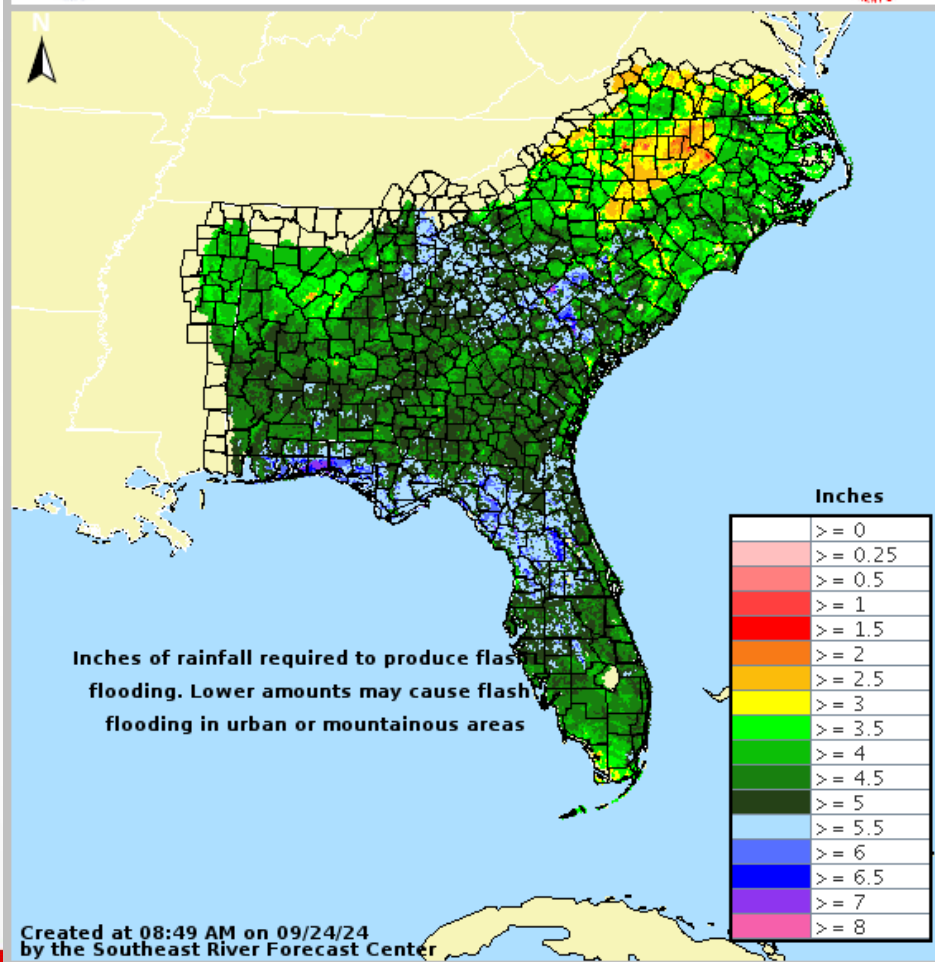 N
Inches
>= 0
>= 0.25
>= 0.5
>= 1
>= 1.5
>= 2
>= 2.5
>= 3
>= 3.5
>= 4
>= 4.5
>= 5
>= 5.5
>= 6
>= 6.5
>= 7
>= 8
Inches of rainfall required to produce flash
flooding. Lower amounts may cause flash
flooding in urban or mountainous areas
Created at 08:49 AM on 09/24/24
by the Southeast River Forecast Center